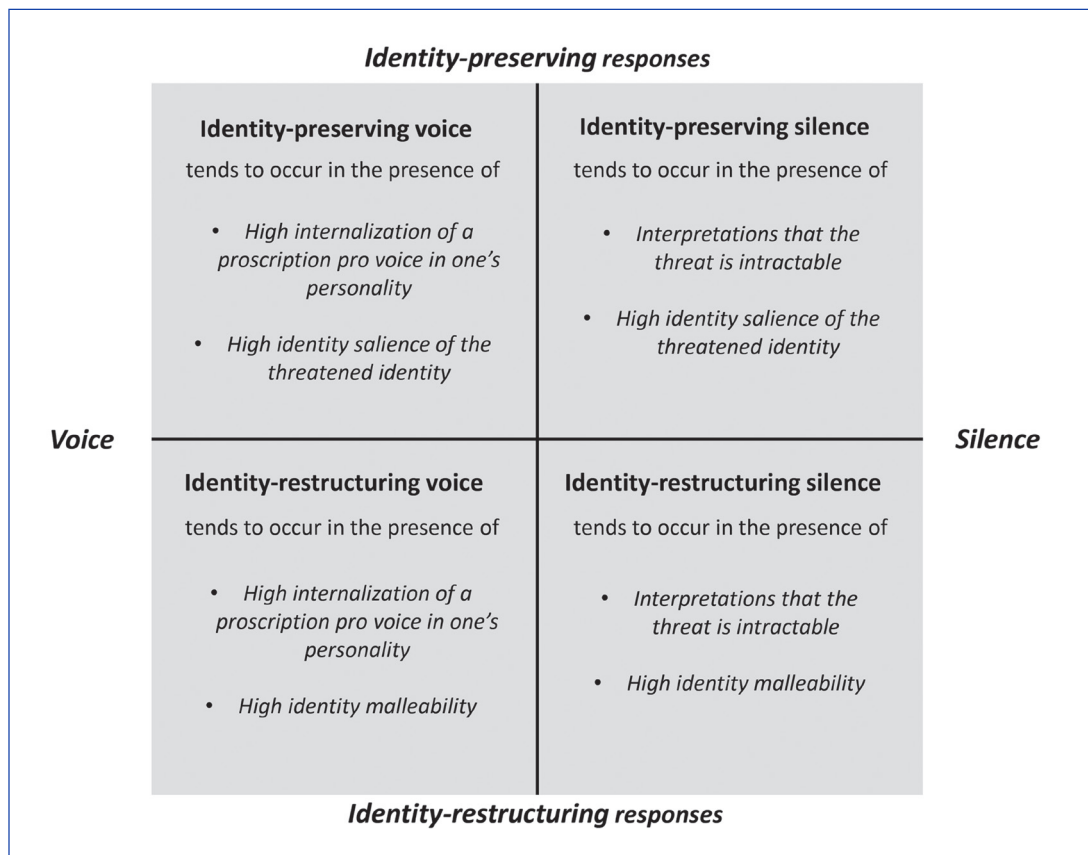 Identity-preserving responses
Identity-preserving voice
tends to occur in the presence of
• High internalization of a
proscription pro voice in one's
personality
• High identity salience of the
threatened identity
Identity-preserving silence
tends to occur in the presence of
• Interpretations that the
threat is intractable
• High identity salience of the
threatened identity
Voice
Silence
Identity-restructuring voice
tends to occur in the presence of
• High internalization of a
proscription pro voice in one's
personality
• High identity malleability
Identity-restructuring silence
tends to occur in the presence of
• Interpretations that the
threat is intractable
• High identity malleability
Identity-restructuring responses